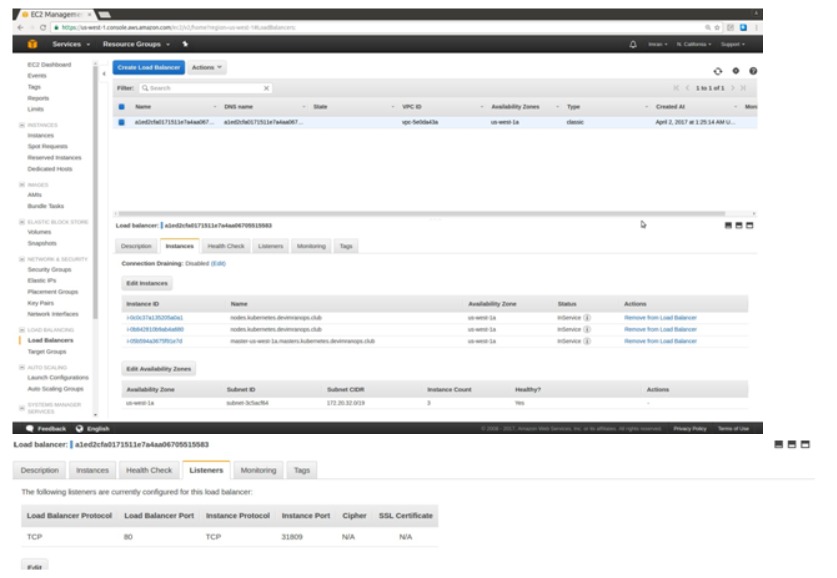 EC2 Management
https://us-west-1.console.aws.amazon.com/ec2/v2/home?region=us-west-1#LoadBalancers:
Services Resource Groups Imran N. California Support
EC2 Dashboard
Events
Tags
Reports
Limits
INSTANCES
Instances
Spot Requests
Reserved Instances
Dedicated Hosts
IMAGES
AMIs
Bundle Tasks
ELASTIC BLOCK STORE
Volumes
Snapshots
NETWORK & SECURITY
Security Groups
Elastic IPs
Placement Groups
Key Pairs
Network Interfaces
LOAD BALANCING
Load Balancers
Target Groups
AUTO SCALING
Launch Configurations
Auto Scaling Groups
SYSTEMS MANAGER
SERVICES
Create Load Balancer Actions
Filter: Search 1 to 1 of 1
Name DNS name State VPC ID Availability Zones Type Created At Moni
a1ed2cfa0171511e7a4aa067... a1ed2cfa0171511e7a4aa067... us-west-1a classic April 2, 2017 at 1:25:14 AM U...
Load balancer: a1ed2cfa0171511e7a4aa06705515583
Description Instances Health Check Listeners Monitoring Tags
Connection Draining: Disabled (Edit)
Edit Instances
Instance ID Name Availability Zone Status Actions
nodes.kubernetes.devimranops.club us-west-1a InService Remove from Load Balancer
nodes.kubernetes.devimranops.club us-west-1a InService Remove from Load Balancer
master-us-west-1a.masters.kubernetes.devimranops.club us-west-1a InService Remove from Load Balancer
Edit Availability Zones
Availability Zone Subnet ID Subnet CIDR Instance Count Healthy? Actions
us-west-1a 172.20.32.0/19 3 Yes -
Feedback English © 2008 - 2017, Amazon Web Services, Inc. or its affiliates. All rights reserved. Privacy Policy Terms of Use
Load balancer: a1ed2cfa0171511e7a4aa06705515583
Description Instances Health Check Listeners Monitoring Tags
The following listeners are currently configured for this load balancer:
Load Balancer Protocol Load Balancer Port Instance Protocol Instance Port Cipher SSL Certificate
TCP 80 TCP 31809 N/A N/A
Edit